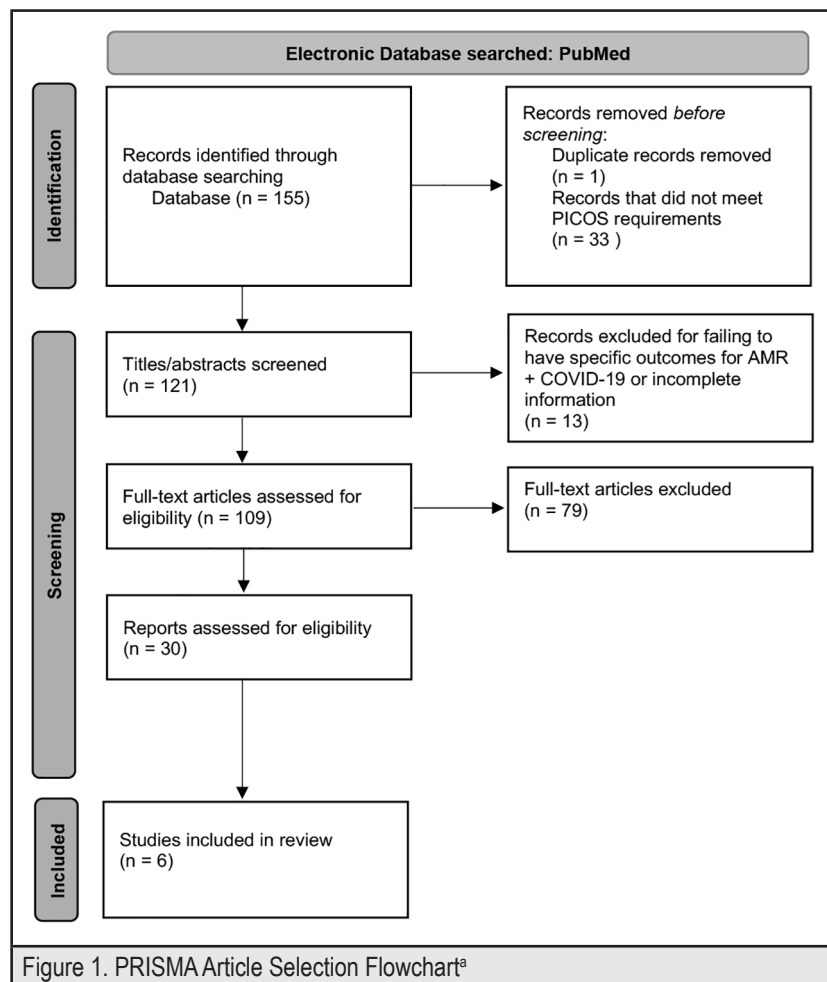 Electronic Database searched: PubMed
Identification
Records identified through
database searching
Database (n = 155)
Records removed before
screening:
Duplicate records removed
(n = 1)
Records that did not meet
PICOS requirements
(n = 33 )
Screening
Titles/abstracts screened
(n = 121)
Records excluded for failing to
have specific outcomes for AMR
+ COVID-19 or incomplete
information
(n = 13)
Full-text articles assessed for
eligibility (n = 109)
Full-text articles excluded
(n = 79)
Reports assessed for eligibility
(n = 30)
Included
Studies included in review
(n = 6)
Figure 1. PRISMA Article Selection Flowchartª